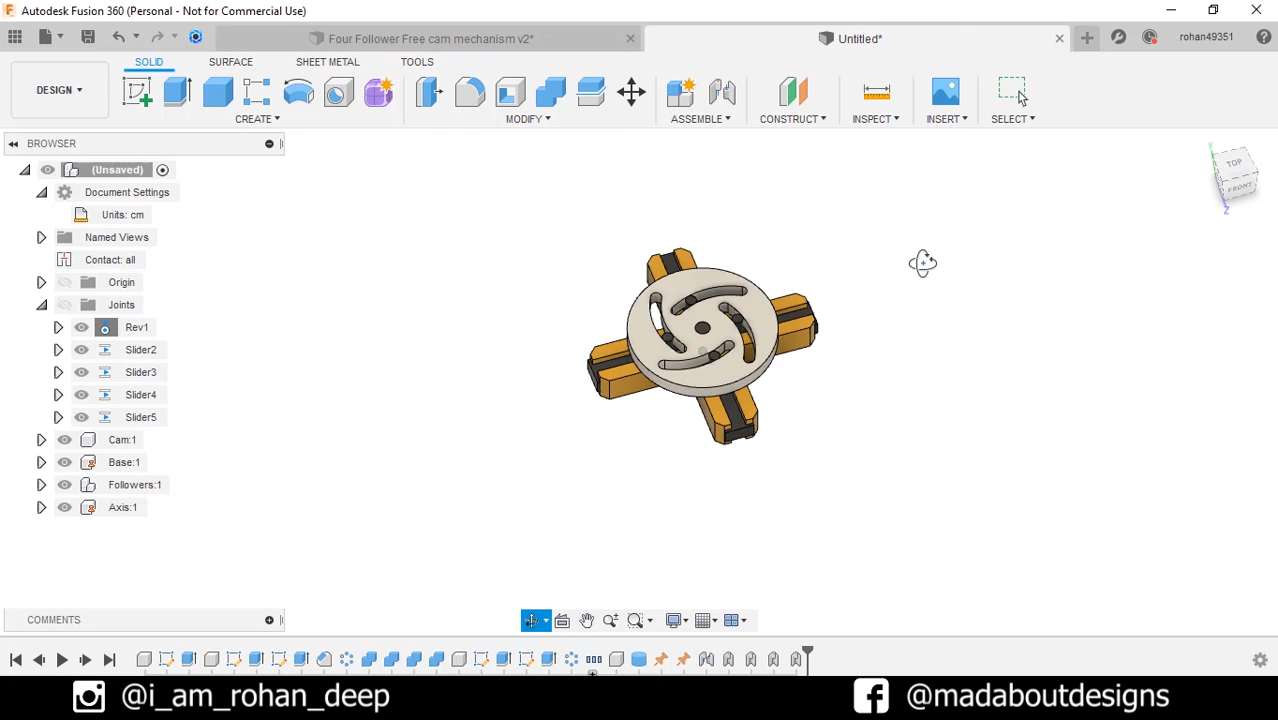 Autodesk Fusion 360 (Personal - Not for Commercial Use)
Four Follower Free cam mechanism v2*
Untitled*
rohan49351
SOLID
SURFACE
SHEET METAL
TOOLS
DESIGN
CREATE
MODIFY
ASSEMBLE
CONSTRUCT
INSPECT
INSERT
SELECT
BROWSER
(Unsaved)
Document Settings
Units: cm
Named Views
Contact: all
Origin
Joints
Rev1
Slider2
Slider3
Slider4
Slider5
Cam:1
Base:1
Followers:1
Axis:1
Y
TOP
FRONT
Z
COMMENTS
@i_am_rohan_deep
@madaboutdesigns